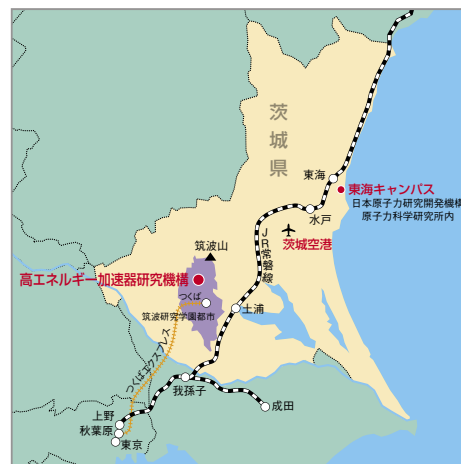 茨城県
東海
東海キャンパス
日本原子力研究開発機構
原子力科学研究所内
水戸
茨城空港
JR常磐線
筑波山
高エネルギー加速器研究機構
つくば
筑波研究学園都市
土浦
つくばエクスプレス
我孫子
成田
上野
秋葉原
東京